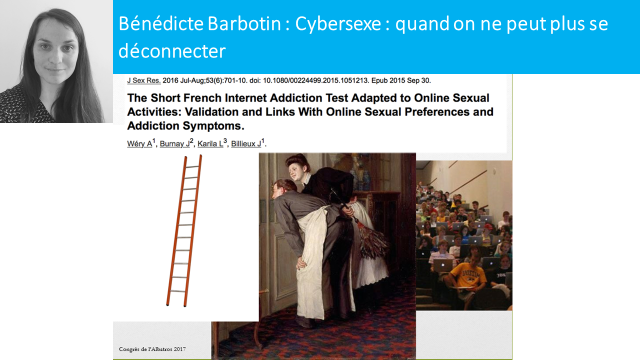 Bénédicte Barbotin : Cybersexe : quand on ne peut plus se
déconnecter
J Sex Res. 2016 Jul-Aug;53(6):701-10. doi: 10.1080/00224499.2015.1051213. Epub 2015 Sep 30.
The Short French Internet Addiction Test Adapted to Online Sexual
Activities: Validation and Links With Online Sexual Preferences and
Addiction Symptoms.
Wéry A1, Burnay J2, Karila L3, Billieux J1.
Congrès de l'Albatros 2017